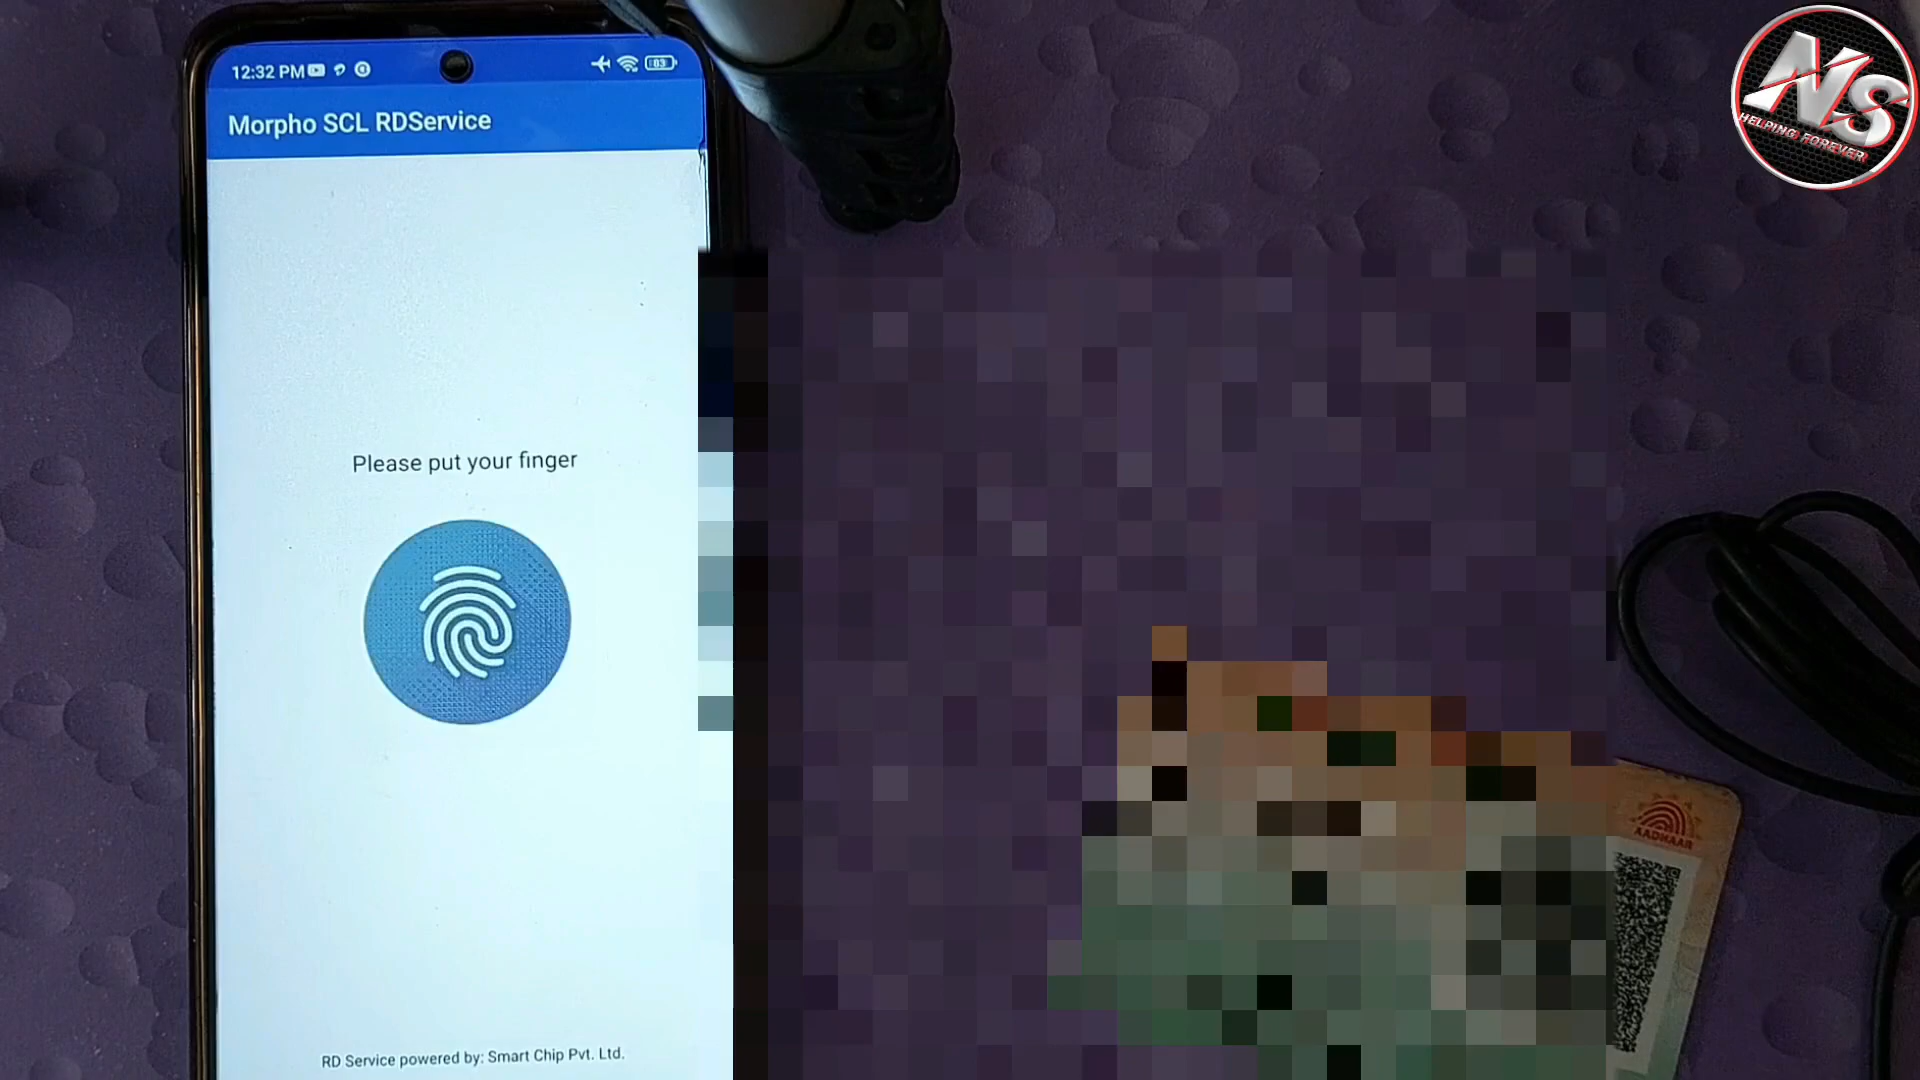 12:32 PM
83
Morpho SCL RDService
Please put your finger
RD Service powered by: Smart Chip Pvt. Ltd.
NS
HELPING FOREVER
AADHAAR